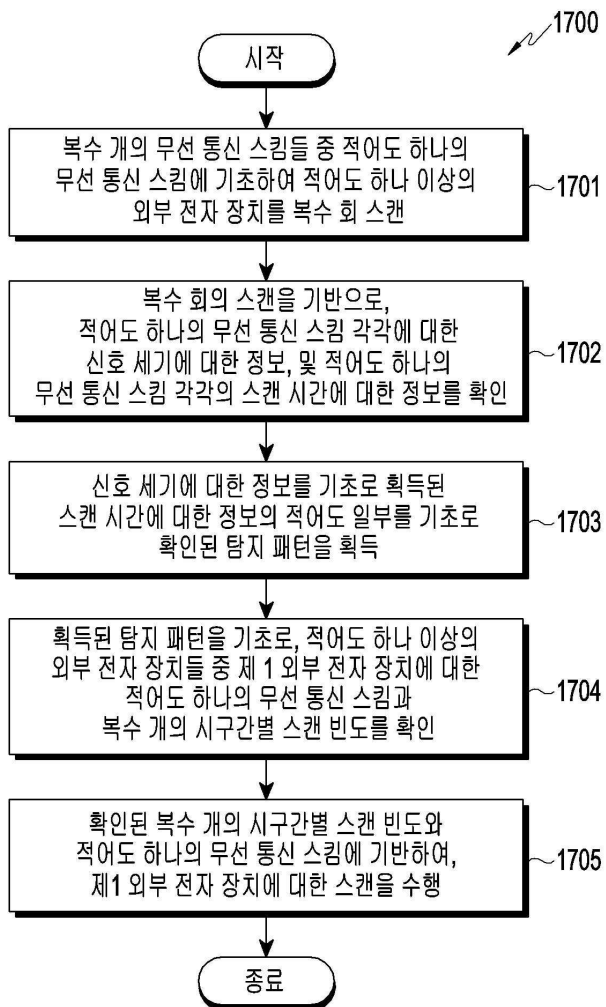 1700
시작
복수 개의 무선 통신 스킴들 중 적어도 하나의
무선 통신 스킴에 기초하여 적어도 하나 이상의
외부 전자 장치를 복수 회 스캔
1701
복수 회의 스캔을 기반으로,
적어도 하나의 무선 통신 스킴 각각에 대한
신호 세기에 대한 정보, 및 적어도 하나의
무선 통신 스킴 각각의 스캔 시간에 대한 정보를 확인
1702
신호 세기에 대한 정보를 기초로 획득된
스캔 시간에 대한 정보의 적어도 일부를 기초로
확인된 탐지 패턴을 획득
1703
획득된 탐지 패턴을 기초로, 적어도 하나 이상의
외부 전자 장치들 중 제 1 외부 전자 장치에 대한
적어도 하나의 무선 통신 스킴과
복수 개의 시구간별 스캔 빈도를 확인
1704
확인된 복수 개의 시구간별 스캔 빈도와
적어도 하나의 무선 통신 스킴에 기반하여,
제1 외부 전자 장치에 대한 스캔을 수행
1705
종료